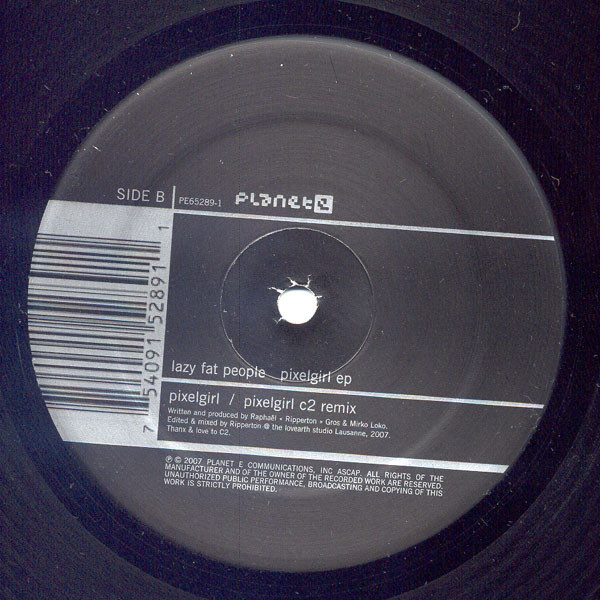 SIDE B
PE65289-1
planet e
7 54091 52891 1
lazy fat people pixelgirl ep
pixelgirl / pixelgirl c2 remix
Written and produced by Raphaël • Ripperton • Gros & Mirko Loko.
Edited & mixed by Ripperton @ the lovearth studio Lausanne, 2007.
Thanx & love to C2.
℗ © 2007 PLANET E COMMUNICATIONS, INC ASCAP. ALL RIGHTS OF THE
MANUFACTURER AND OF THE OWNER OF THE RECORDED WORK ARE RESERVED.
UNAUTHORIZED PUBLIC PERFORMANCE, BROADCASTING AND COPYING OF THIS
WORK IS STRICTLY PROHIBITED.